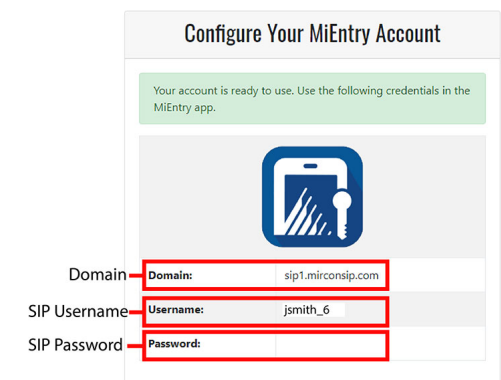 Configure Your MiEntry Account
Your account is ready to use. Use the following credentials in the
MiEntry app.
Domain Domain: sip1.mirconsip.com
SIP Username Username: jsmith_6
SIP Password Password: